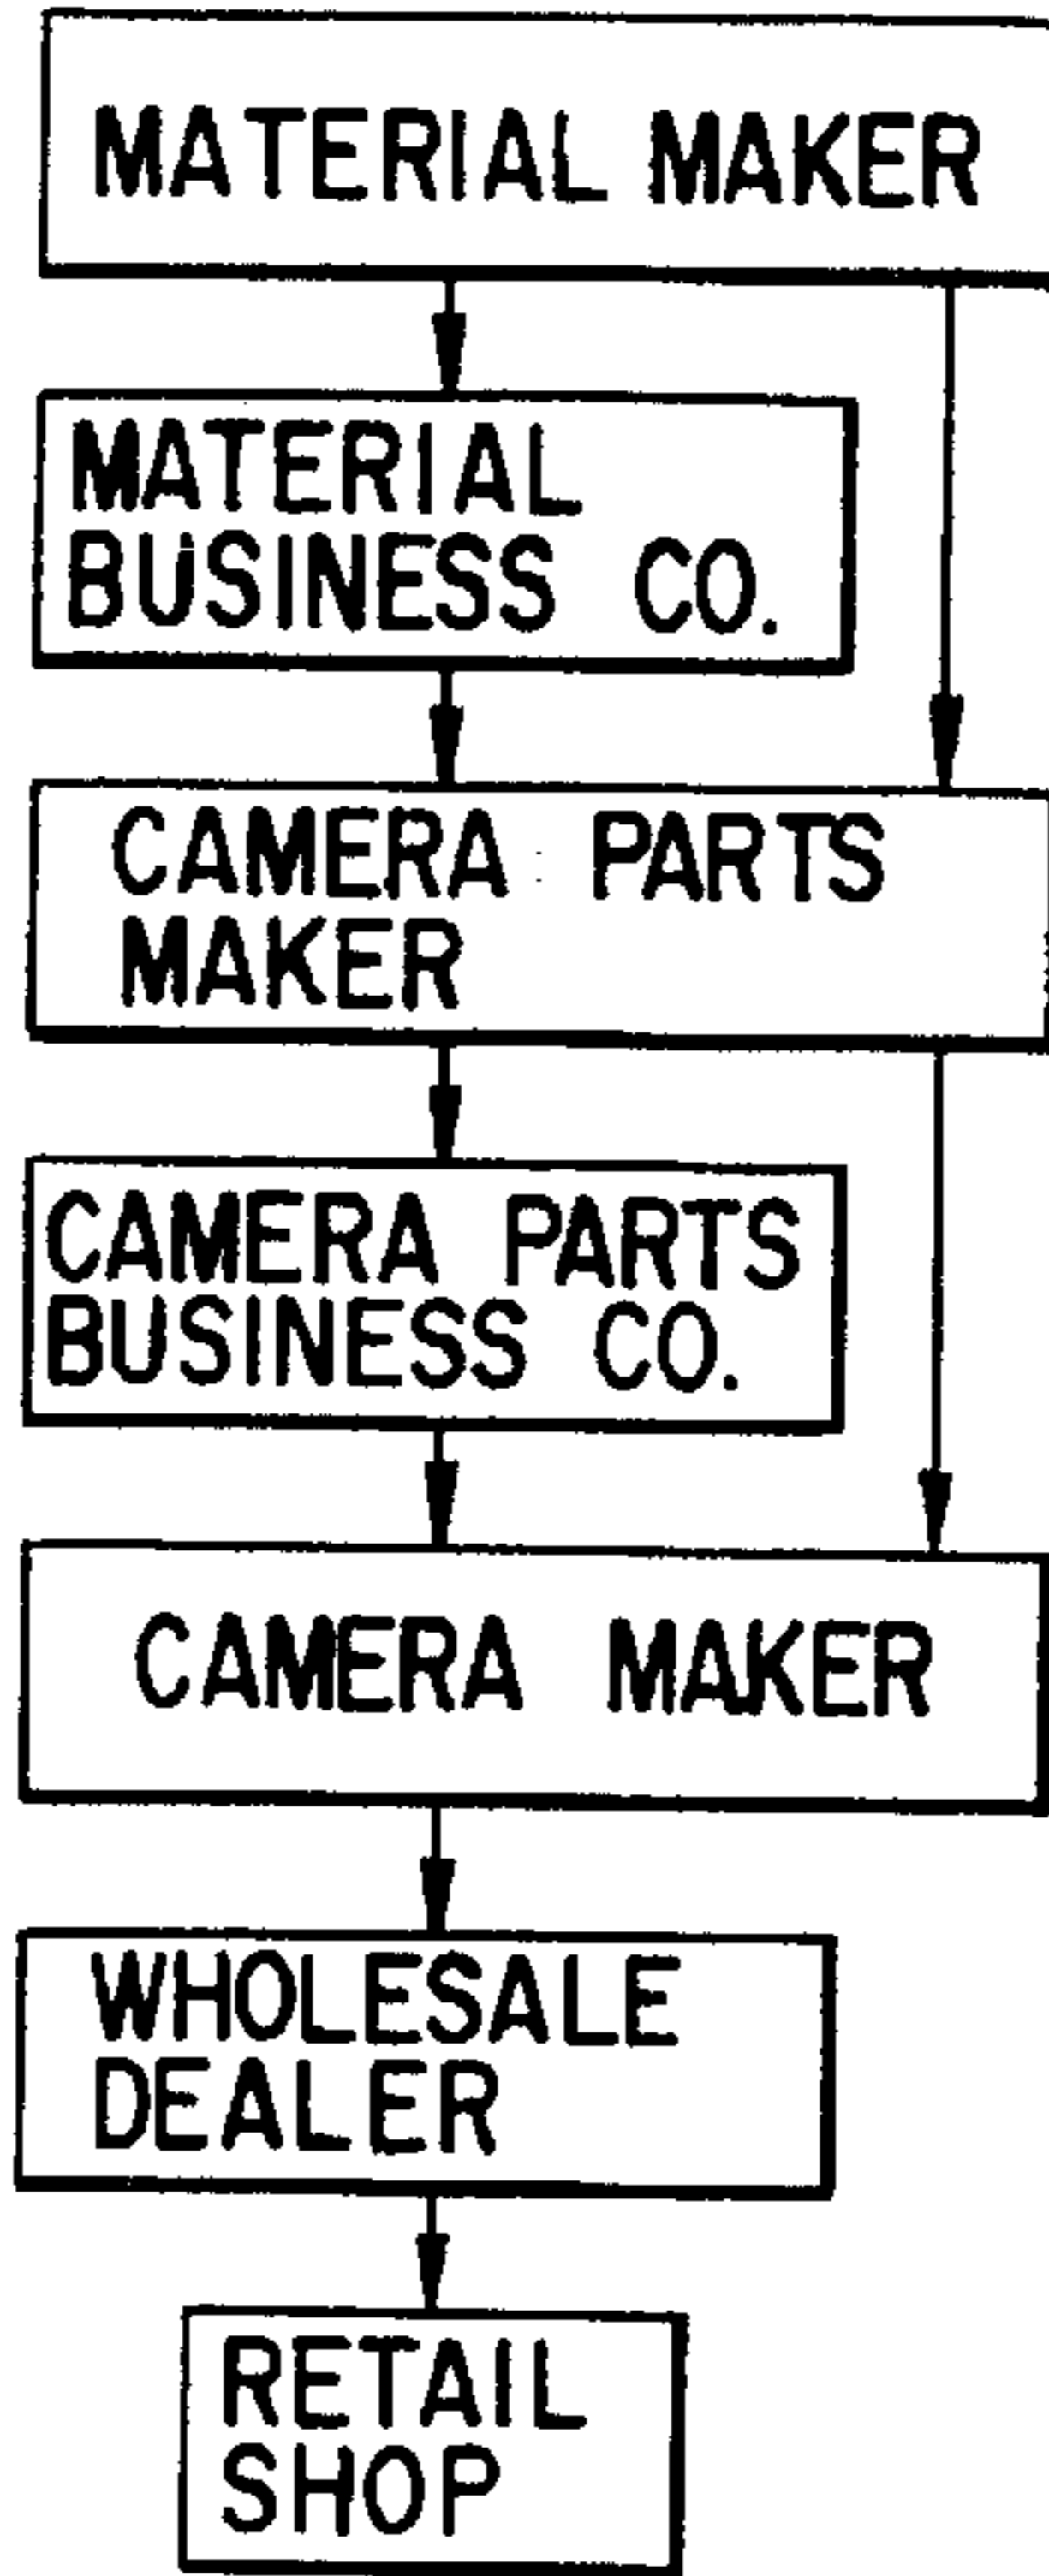 MATERIAL MAKER
MATERIAL
BUSINESS CO.
CAMERA PARTS
MAKER
CAMERA PARTS
BUSINESS CO.
CAMERA MAKER
WHOLESALE
DEALER
RETAIL
SHOP